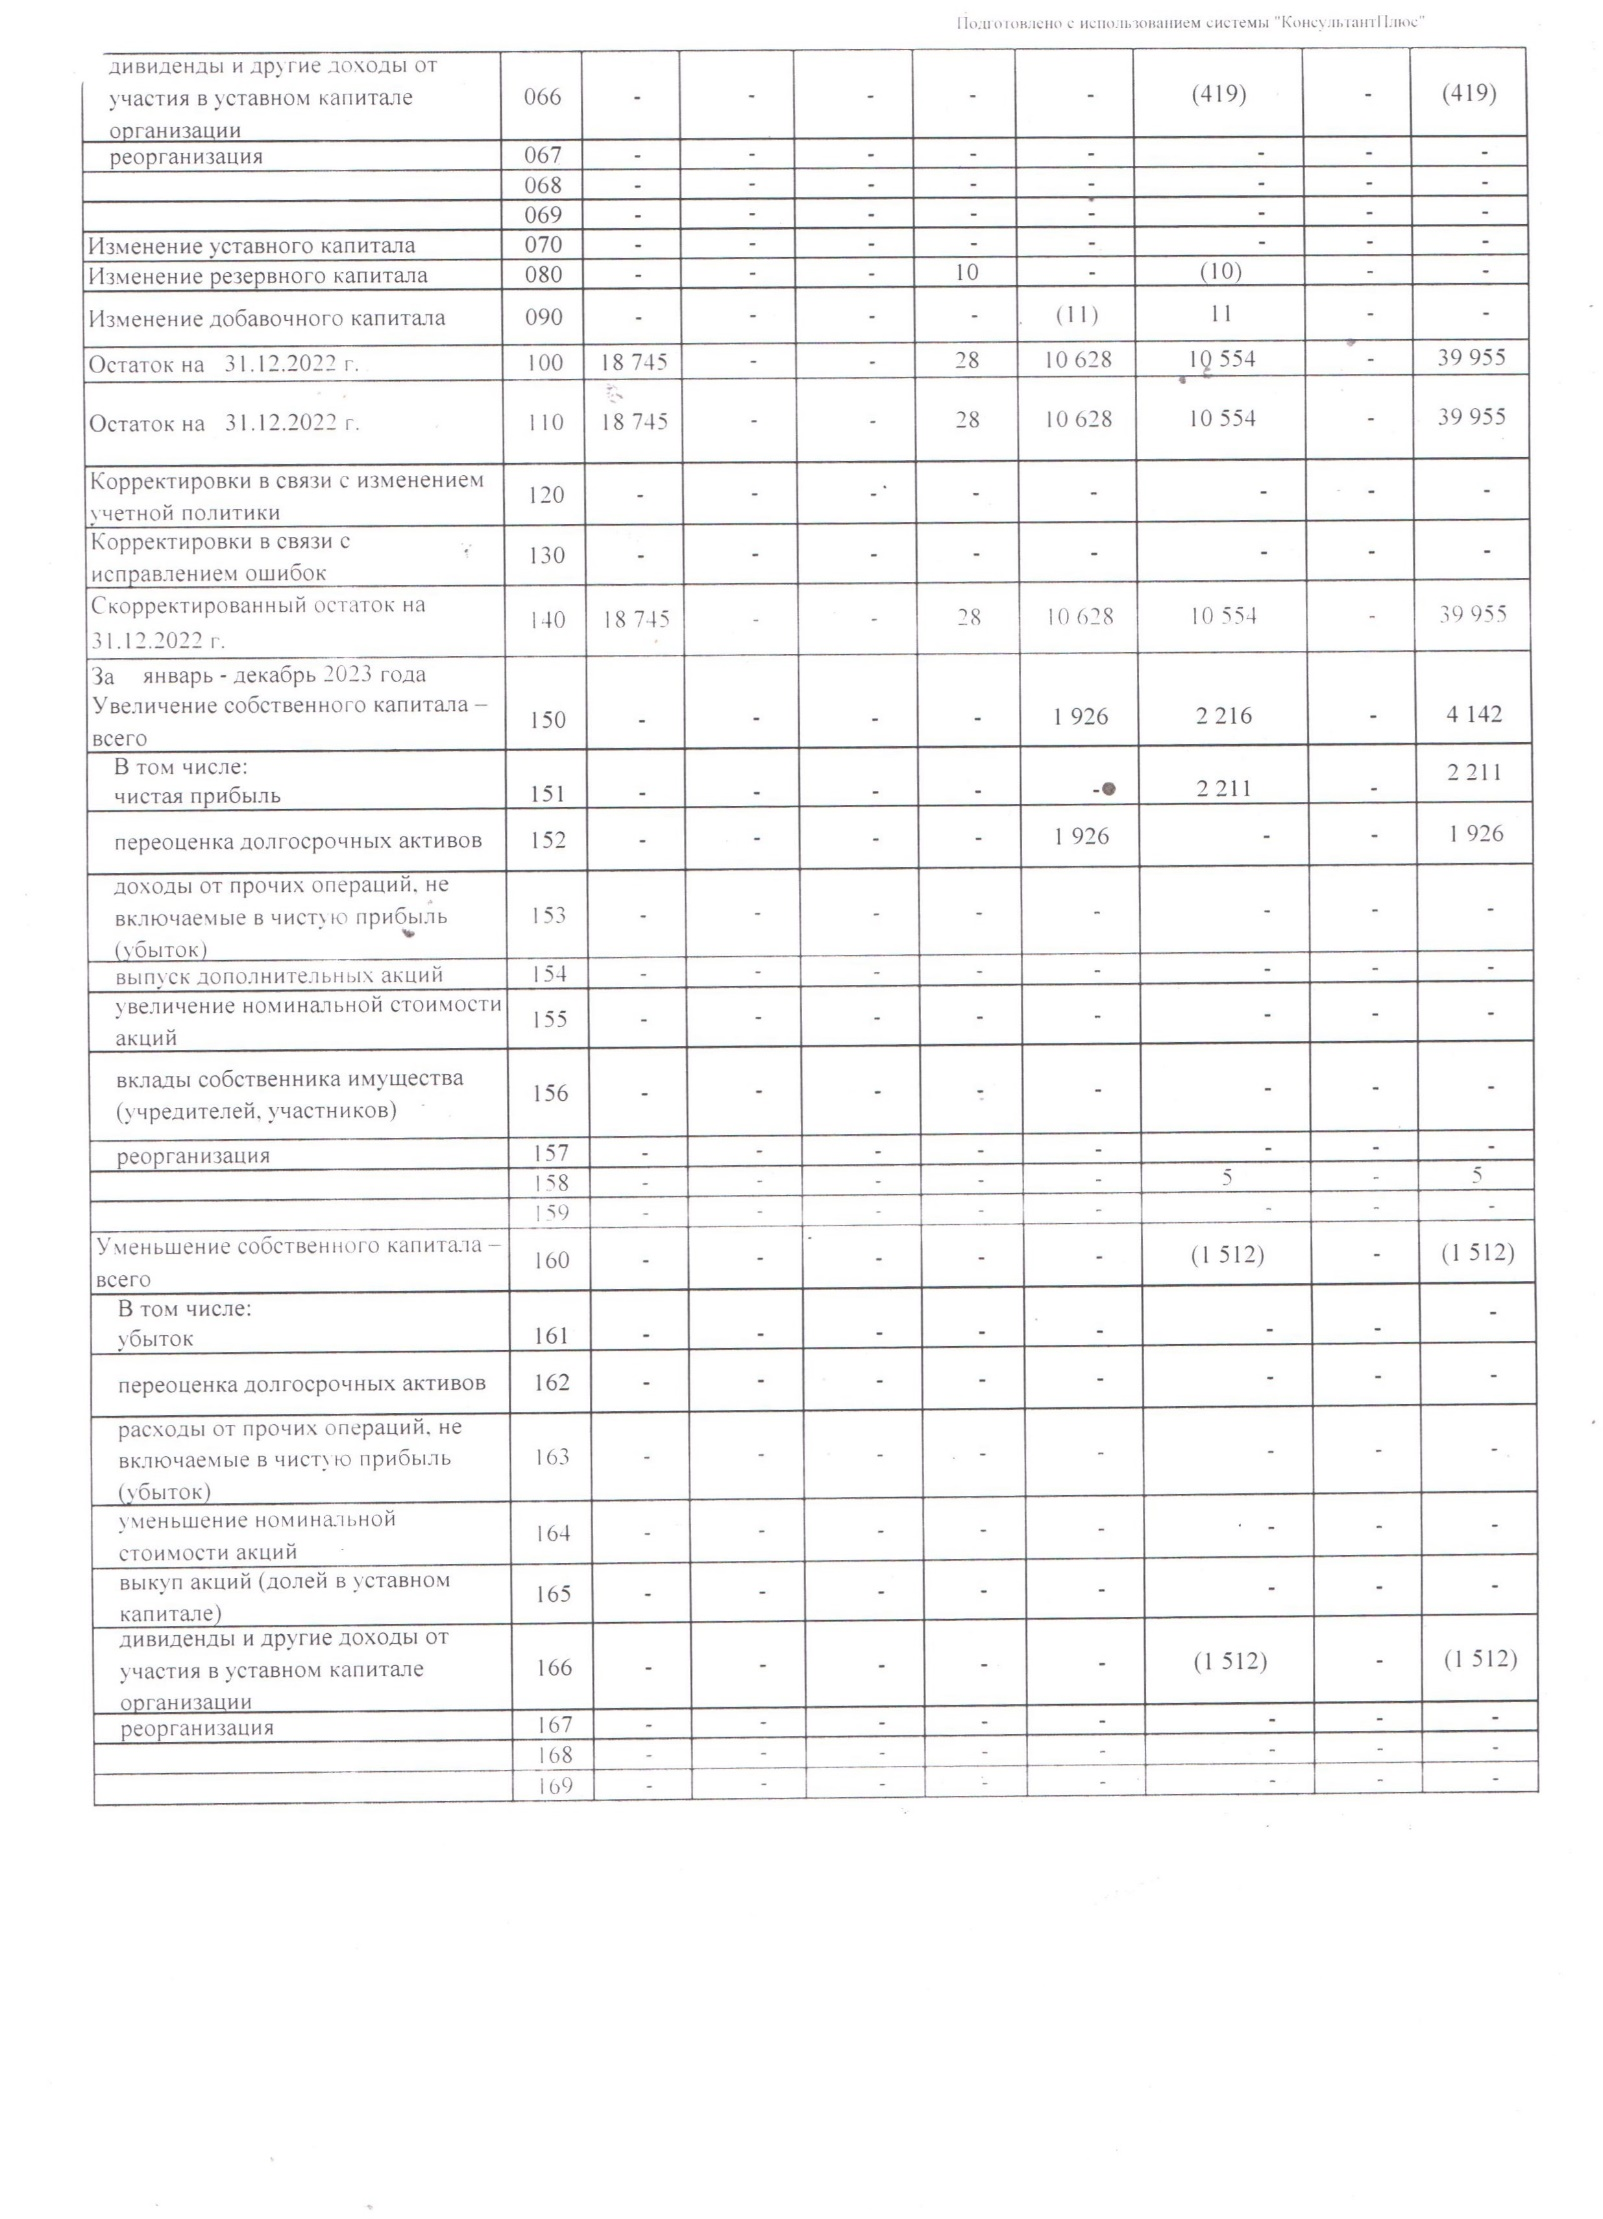 Подготовлено с использованием системы "КонсультантПлюс"
дивиденды и другие доходы от
участия в уставном капитале 066 - - - - - (419) - (419)
организации
реорганизация 067 - - - - - - - -
068 - - - - - - - -
069 - - - - - - - -
Изменение уставного капитала 070 - - - - - - - -
Изменение резервного капитала 080 - - - 10 - (10) - -
Изменение добавочного капитала 090 - - - - (11) 11 - -
Остаток на 31.12.2022 г. 100 18 745 - - 28 10 628 10 554 - 39 955
Остаток на 31.12.2022 г. 110 18 745 - - 28 10 628 10 554 - 39 955
Корректировки в связи с изменением
учетной политики 120 - - - - - - - -
Корректировки в связи с
исправлением ошибок 130 - - - - - - - -
Скорректированный остаток на
31.12.2022 г. 140 18 745 - - 28 10 628 10 554 - 39 955
За январь - декабрь 2023 года
Увеличение собственного капитала –
всего 150 - - - - 1 926 2 216 - 4 142
В том числе:
чистая прибыль 151 - - - - - 2 211 - 2 211
переоценка долгосрочных активов 152 - - - - 1 926 - - 1 926
доходы от прочих операций, не
включаемые в чистую прибыль 153 - - - - - - - -
(убыток)
выпуск дополнительных акций 154 - - - - - - - -
увеличение номинальной стоимости
акций 155 - - - - - - - -
вклады собственника имущества
(учредителей, участников) 156 - - - - - - - -
реорганизация 157 - - - - - - - -
158 - - - - - 5 - 5
159 - - - - - - - -
Уменьшение собственного капитала –
всего 160 - - - - - (1 512) - (1 512)
В том числе:
убыток 161 - - - - - - - -
переоценка долгосрочных активов 162 - - - - - - - -
расходы от прочих операций, не
включаемые в чистую прибыль 163 - - - - - - - -
(убыток)
уменьшение номинальной
стоимости акций 164 - - - - - - - -
выкуп акций (долей в уставном
капитале) 165 - - - - - - - -
дивиденды и другие доходы от
участия в уставном капитале 166 - - - - - (1 512) - (1 512)
организации
реорганизация 167 - - - - - - - -
168 - - - - - - - -
169 - - - - - - - -